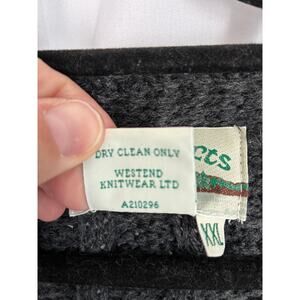 DRY CLEAN ONLY
WESTEND
KNITWEAR LTD
A210296
XXL